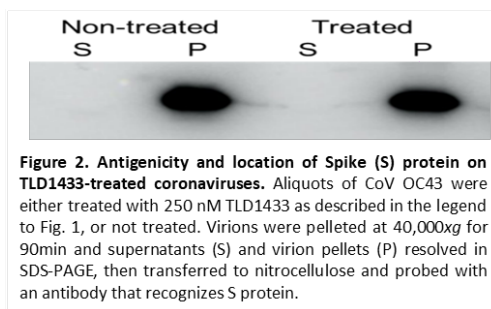 Non-treated Treated
S P S P
Figure 2. Antigenicity and location of Spike (S) protein on
TLD1433-treated coronaviruses. Aliquots of CoV OC43 were
either treated with 250 nM TLD1433 as described in the legend
to Fig. 1, or not treated. Virions were pelleted at 40,000xg for
90min and supernatants (S) and virion pellets (P) resolved in
SDS-PAGE, then transferred to nitrocellulose and probed with
an antibody that recognizes S protein.